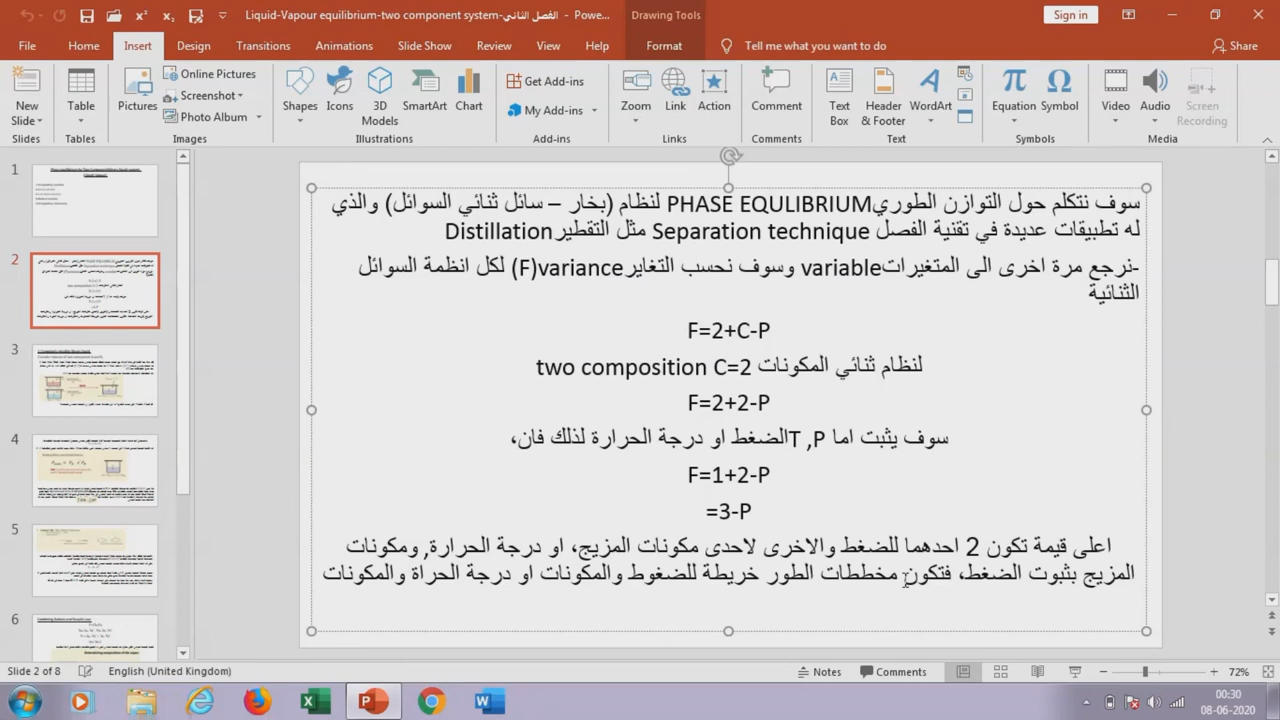 Liquid-Vapour equilibrium-two component system-الفصل الثاني - Powe...
Drawing Tools
Sign in
File
Home
Insert
Design
Transitions
Animations
Slide Show
Review
View
Help
Format
Tell me what you want to do
Share
New Slide
Table
Pictures
Online Pictures
Screenshot
Photo Album
Shapes
Icons
3D Models
SmartArt
Chart
Get Add-ins
My Add-ins
Zoom
Link
Action
Comment
Text Box
Header & Footer
WordArt
Equation
Symbol
Video
Audio
Screen Recording
Slides
Tables
Images
Illustrations
Add-ins
Links
Comments
Text
Symbols
Media
1
2
3
4
5
6
سوف نتكلم حول التوازن الطوريPHASE EQULIBRIUM لنظام (بخار – سائل ثنائي السوائل) والذي
له تطبيقات عديدة في تقنية الفصل Separation technique مثل التقطيرDistillation
-نرجع مرة اخرى الى المتغيراتvariable وسوف نحسب التغايرvariance(F) لكل انظمة السوائل
الثنائية
F=2+C-P
لنظام ثنائي المكونات two composition C=2
F=2+2-P
سوف يثبت اما T ,Pالضغط او درجة الحرارة لذلك فان،
F=1+2-P
=3-P
اعلى قيمة تكون 2 احدهما للضغط والاخرى لاحدى مكونات المزيج، او درجة الحرارة, ومكونات
المزيج بثبوت الضغط، فتكون مخططات الطور خريطة للضغوط والمكونات او درجة الحراة والمكونات
Slide 2 of 8
English (United Kingdom)
Notes
Comments
72%
00:30
08-06-2020